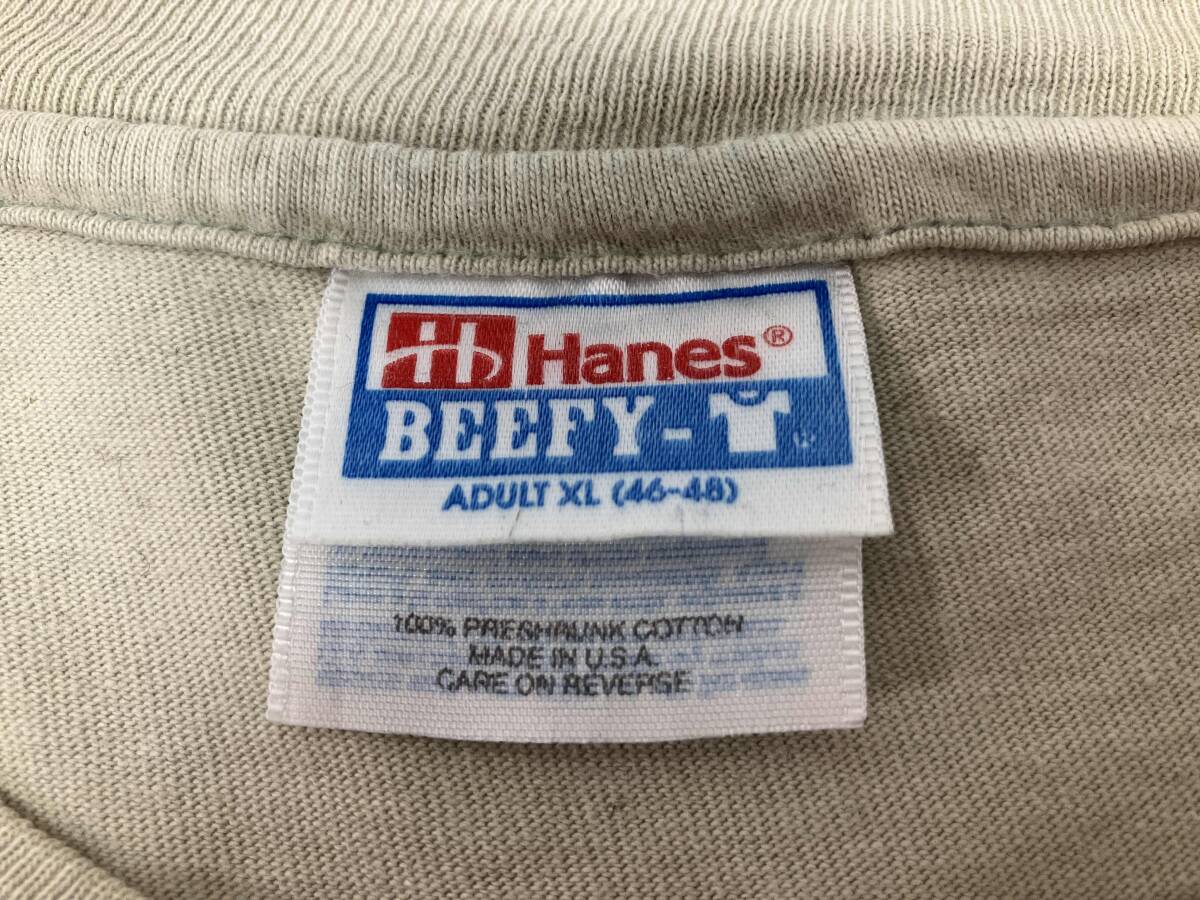 H Hanes®
BEEFY-
ADULT XL (46-48)
100% PRESHRUNK COTTON
MADE IN U.S.A.
CARE ON REVERSE